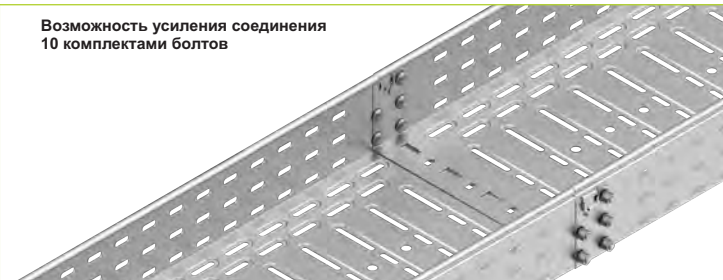 Возможность усиления соединения
10 комплектами болтов